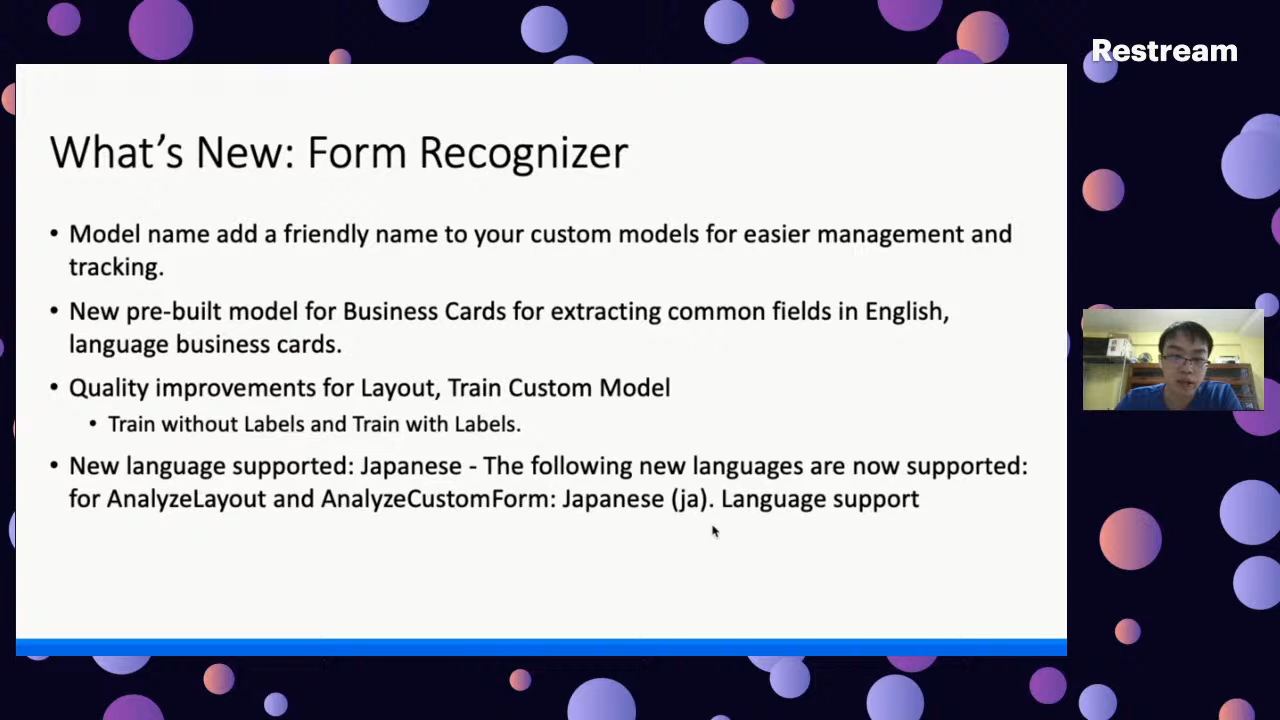 Restream
What's New: Form Recognizer
• Model name add a friendly name to your custom models for easier management and
tracking.
• New pre-built model for Business Cards for extracting common fields in English,
language business cards.
• Quality improvements for Layout, Train Custom Model
• Train without Labels and Train with Labels.
• New language supported: Japanese - The following new languages are now supported:
for AnalyzeLayout and AnalyzeCustomForm: Japanese (ja). Language support